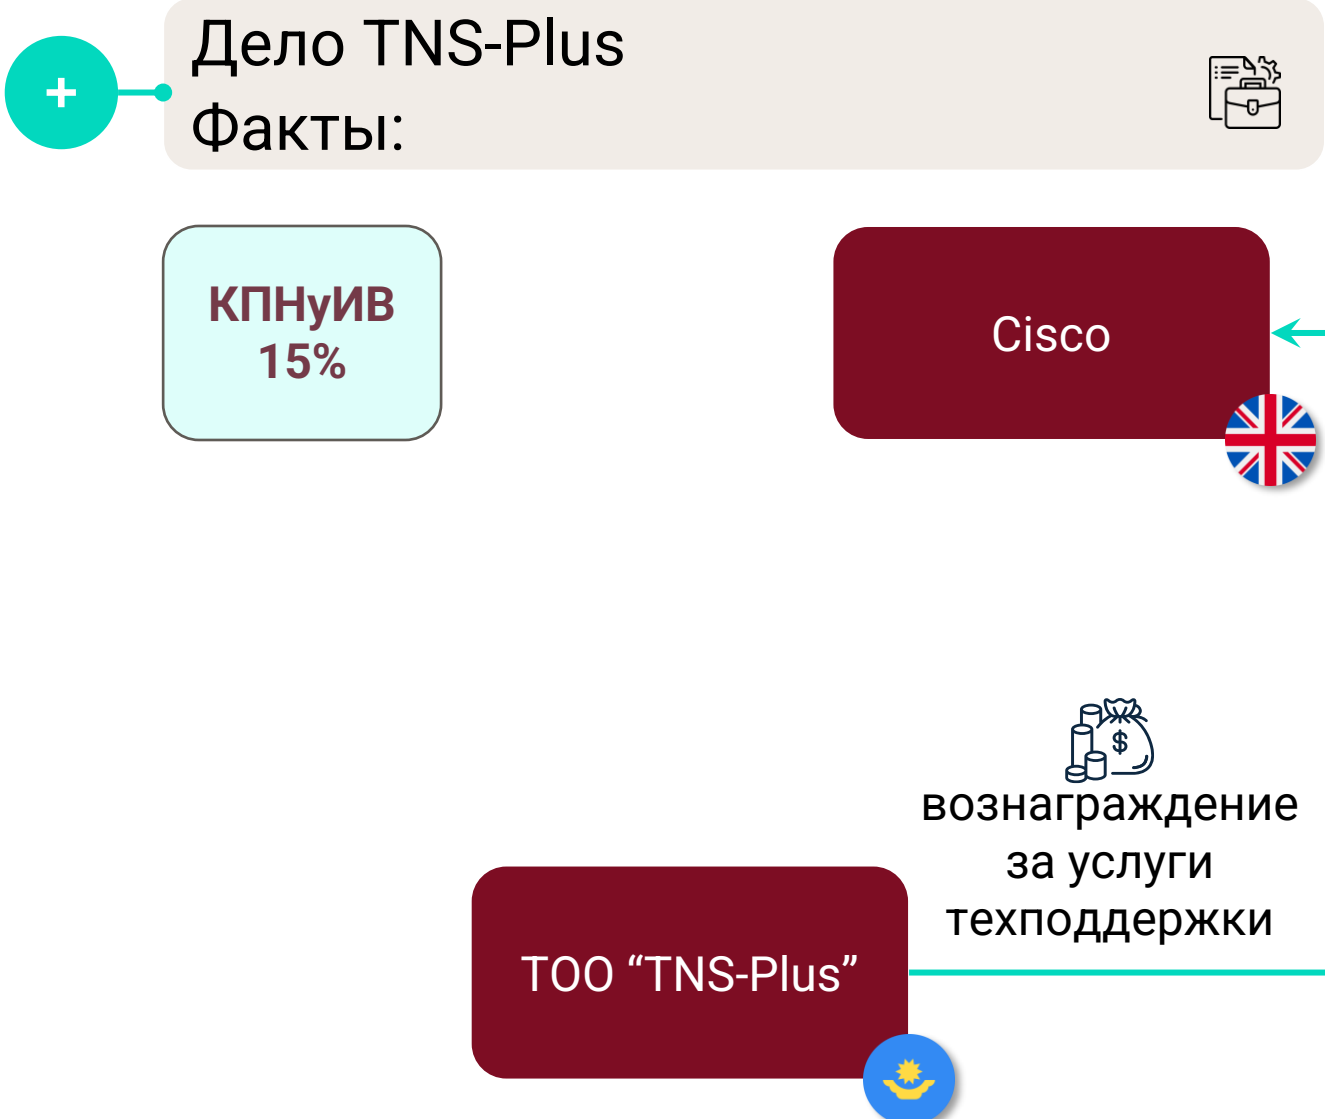 +
Дело TNS-Plus
Факты:
КПНуИВ
15%
Cisco
$
вознаграждение
за услуги
техподдержки
ТОО “TNS-Plus”